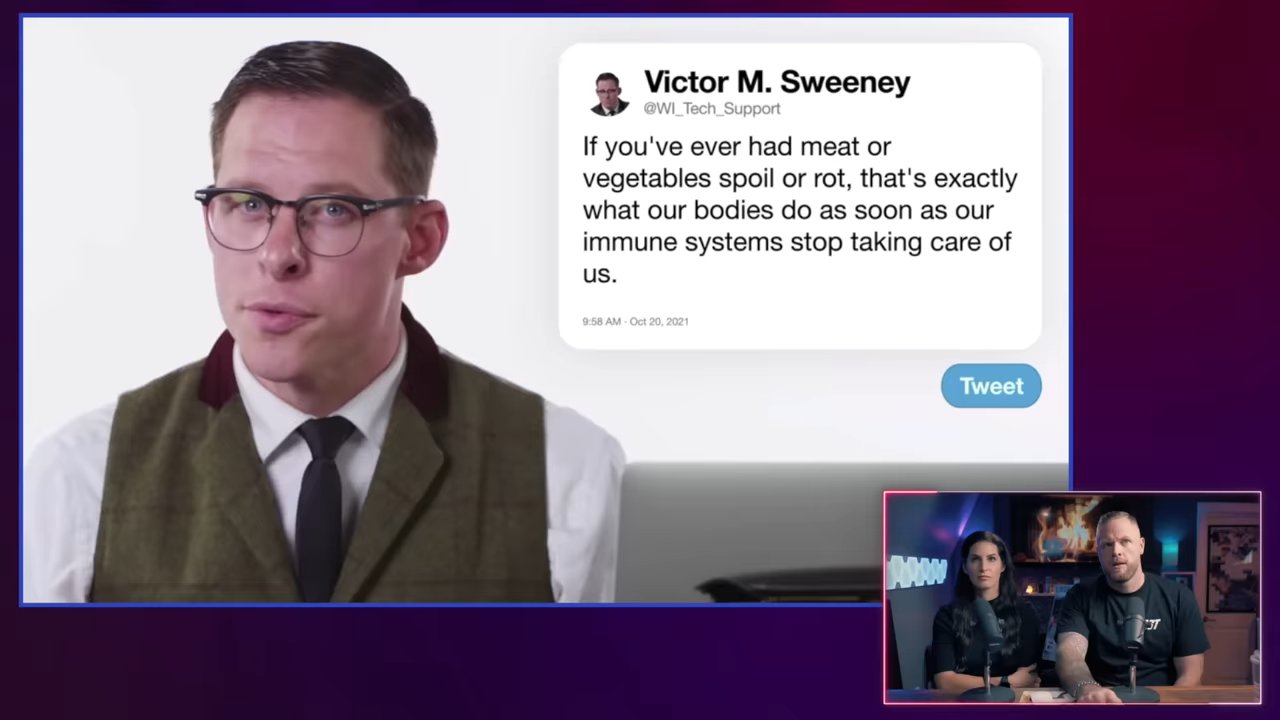 Victor M. Sweeney
@WI_Tech_Support
If you've ever had meat or
vegetables spoil or rot, that's exactly
what our bodies do as soon as our
immune systems stop taking care of
us.
9:58 AM · Oct 20, 2021
Tweet